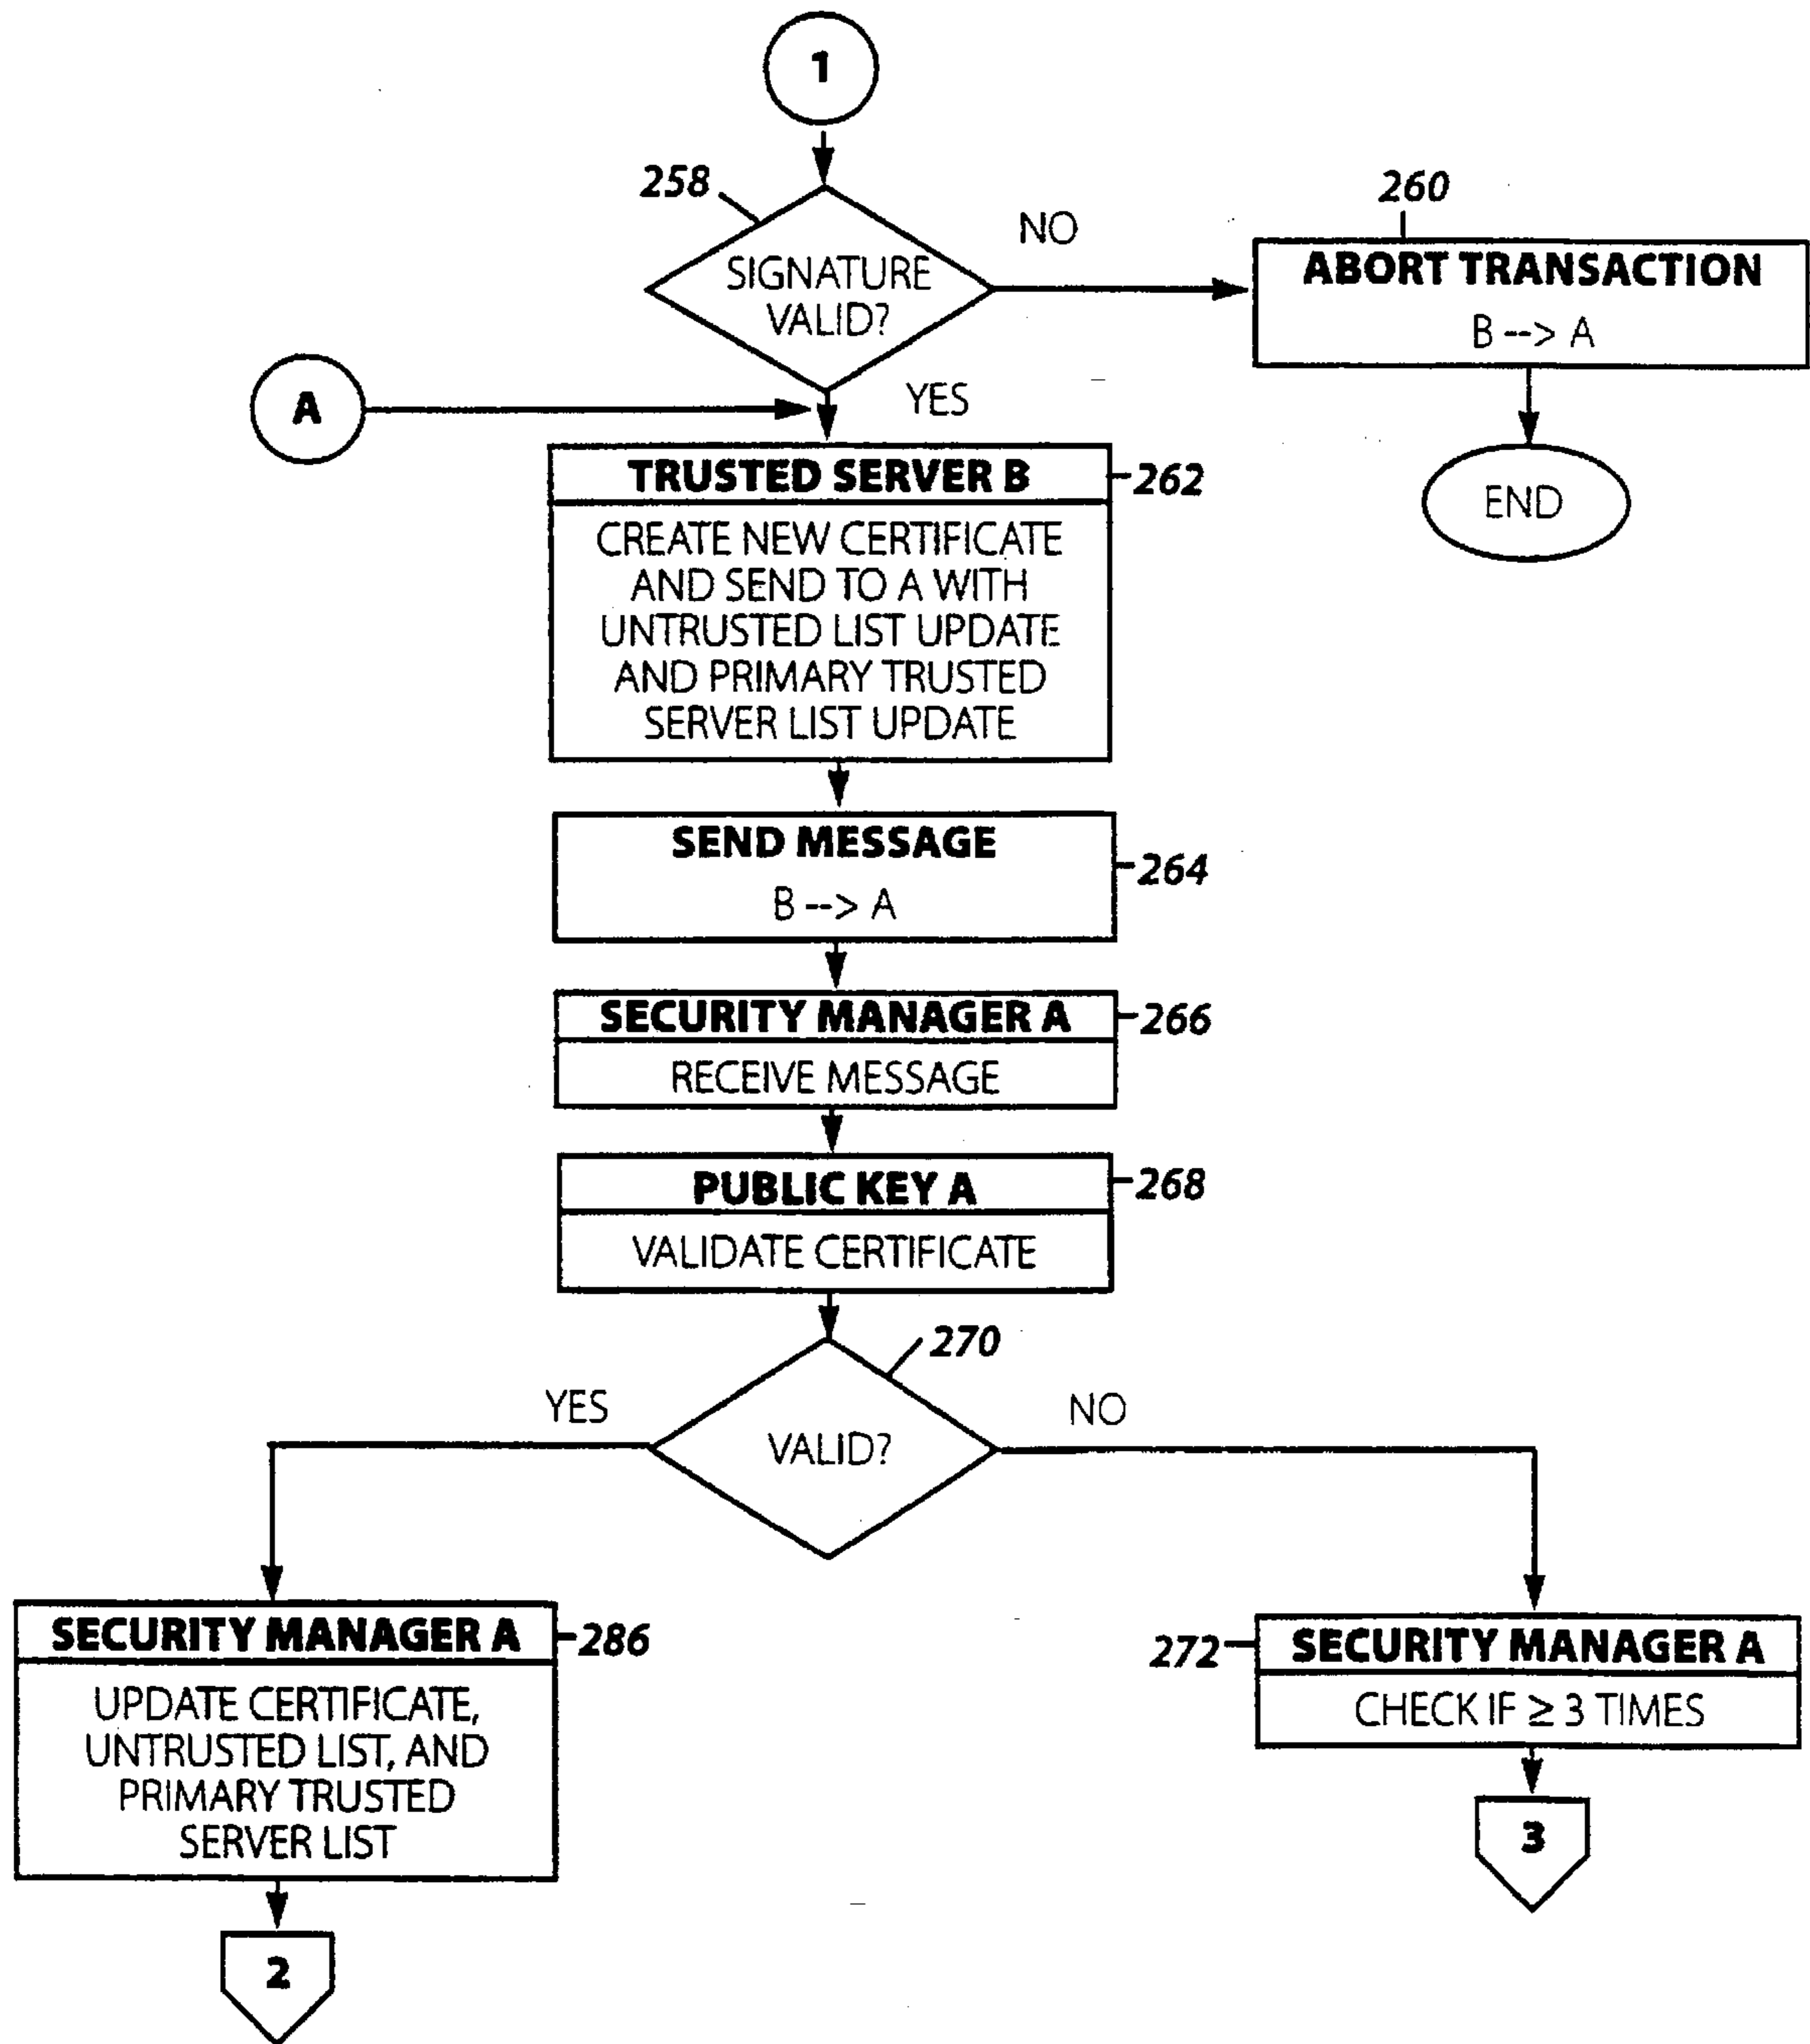 1
258
SIGNATURE
VALID?
NO
260
ABORT TRANSACTION
B --> A
END
A
YES
TRUSTED SERVER B
262
CREATE NEW CERTIFICATE
AND SEND TO A WITH
UNTRUSTED LIST UPDATE
AND PRIMARY TRUSTED
SERVER LIST UPDATE
SEND MESSAGE
B --> A
264
SECURITY MANAGER A
266
RECEIVE MESSAGE
PUBLIC KEY A
268
VALIDATE CERTIFICATE
270
VALID?
YES
NO
SECURITY MANAGER A
286
UPDATE CERTIFICATE,
UNTRUSTED LIST, AND
PRIMARY TRUSTED
SERVER LIST
2
272
SECURITY MANAGER A
CHECK IF ≥ 3 TIMES
3